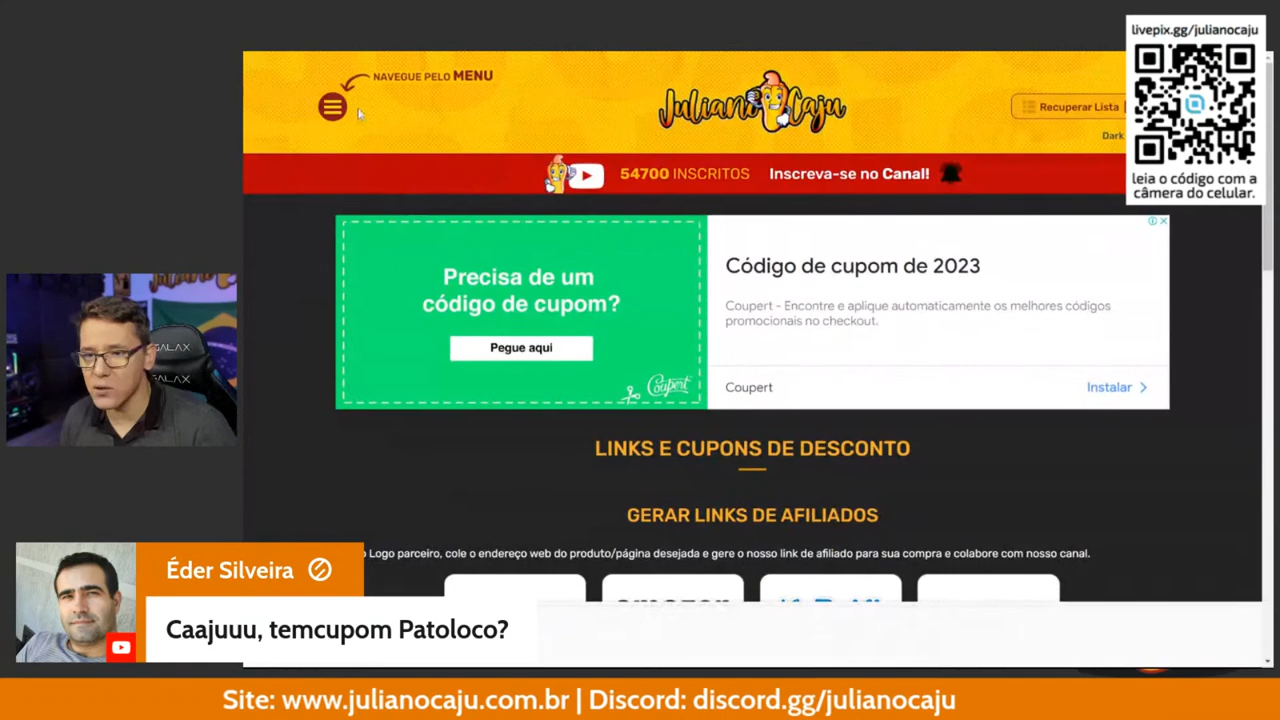 livepix.gg/julianocaju
leia o código com a
câmera do celular.
NAVEGUE PELO MENU
Juliano Caju
Recuperar Lista
Dark
54700 INSCRITOS Inscreva-se no Canal!
Precisa de um
código de cupom?
Pegue aqui
Coupert
Código de cupom de 2023
Coupert - Encontre e aplique automaticamente os melhores códigos
promocionais no checkout.
Coupert
Instalar
GALAX
GALAX
LINKS E CUPONS DE DESCONTO
GERAR LINKS DE AFILIADOS
Logo parceiro, cole o endereço web do produto/página desejada e gere o nosso link de afiliado para sua compra e colabore com nosso canal.
amazon
Éder Silveira
Caajuuu, temcupom Patoloco?
Site: www.julianocaju.com.br | Discord: discord.gg/julianocaju